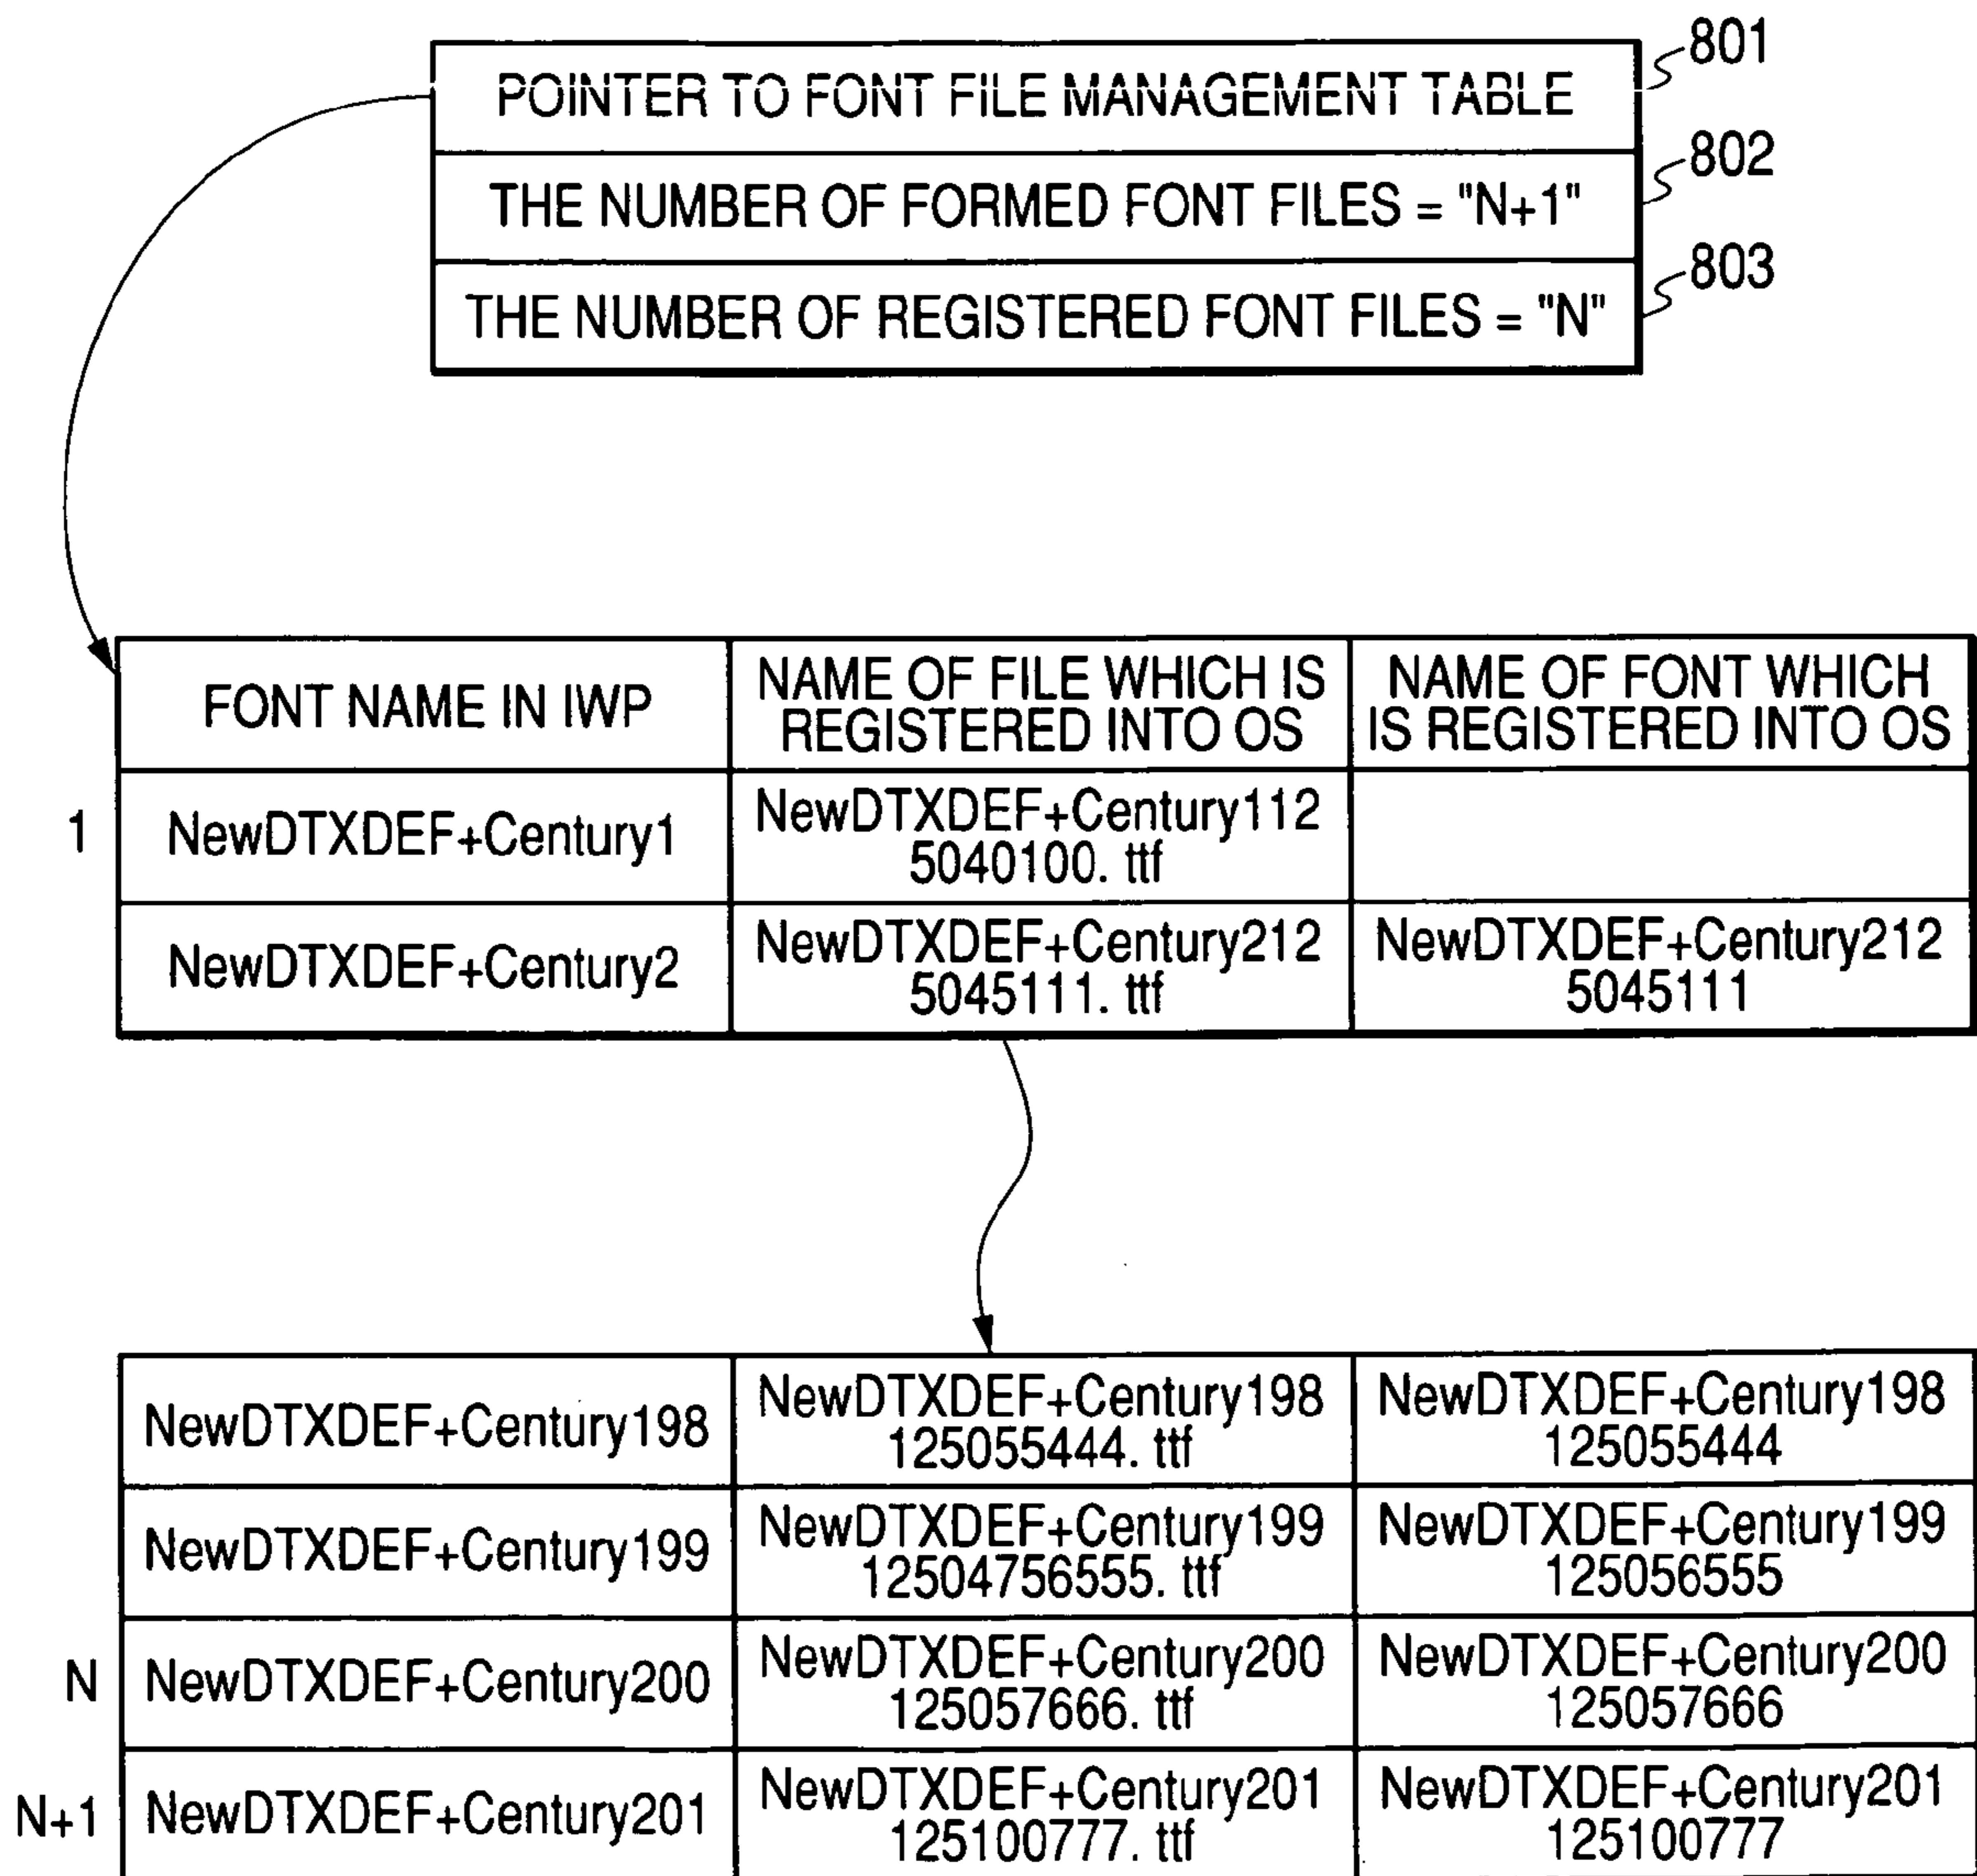 POINTER TO FONT FILE MANAGEMENT TABLE
801
THE NUMBER OF FORMED FONT FILES = "N+1"
802
THE NUMBER OF REGISTERED FONT FILES = "N"
803
FONT NAME IN IWP
NAME OF FILE WHICH IS
REGISTERED INTO OS
NAME OF FONT WHICH
IS REGISTERED INTO OS
1
NewDTXDEF+Century1
NewDTXDEF+Century112
5040100. ttf
NewDTXDEF+Century2
NewDTXDEF+Century212
5045111. ttf
NewDTXDEF+Century212
5045111
NewDTXDEF+Century198
NewDTXDEF+Century198
125055444. ttf
NewDTXDEF+Century198
125055444
NewDTXDEF+Century199
NewDTXDEF+Century199
12504756555. ttf
NewDTXDEF+Century199
125056555
N
NewDTXDEF+Century200
NewDTXDEF+Century200
125057666. ttf
NewDTXDEF+Century200
125057666
N+1
NewDTXDEF+Century201
NewDTXDEF+Century201
125100777. ttf
NewDTXDEF+Century201
125100777